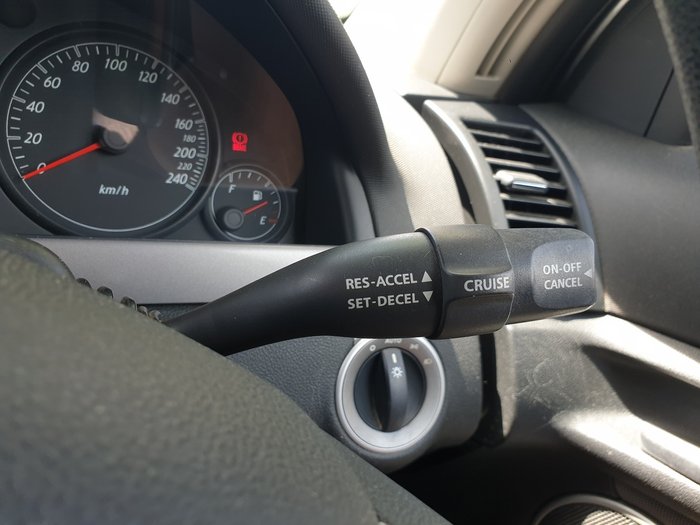 0
20
40
60
80
100
120
140
160
180
200
220
240
km/h
F
E
RES-ACCEL ▲
SET-DECEL ▼
CRUISE
ON-OFF
CANCEL
AUTO